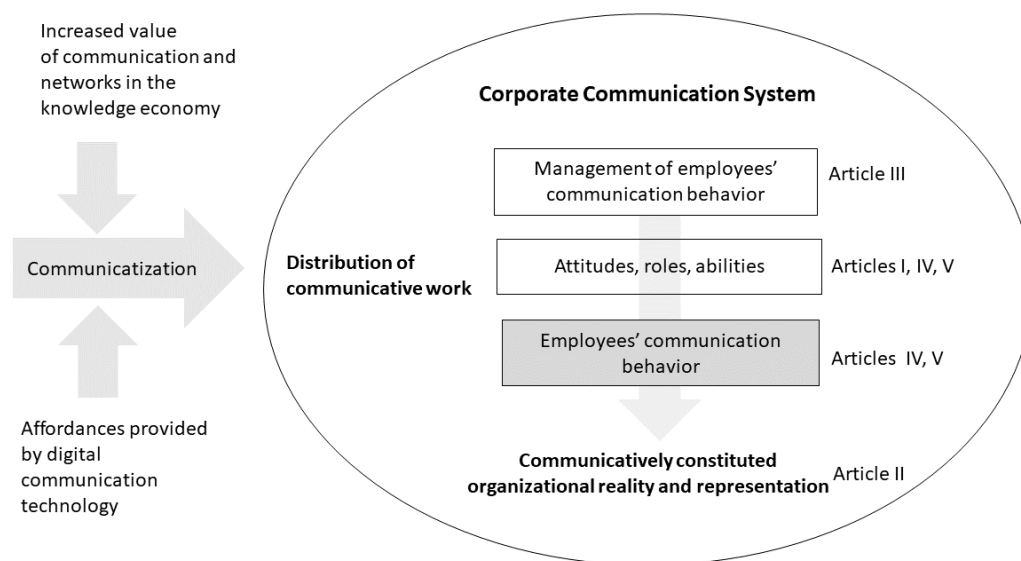 Increased value
of communication and
networks in the
knowledge economy
Communicatization
Affordances provided
by digital
communication
technology
Corporate Communication System
Distribution of
communicative work
Management of employees’
communication behavior
Article III
Attitudes, roles, abilities
Articles I, IV, V
Employees’ communication
behavior
Articles IV, V
Communicatively constituted
organizational reality and representation
Article II